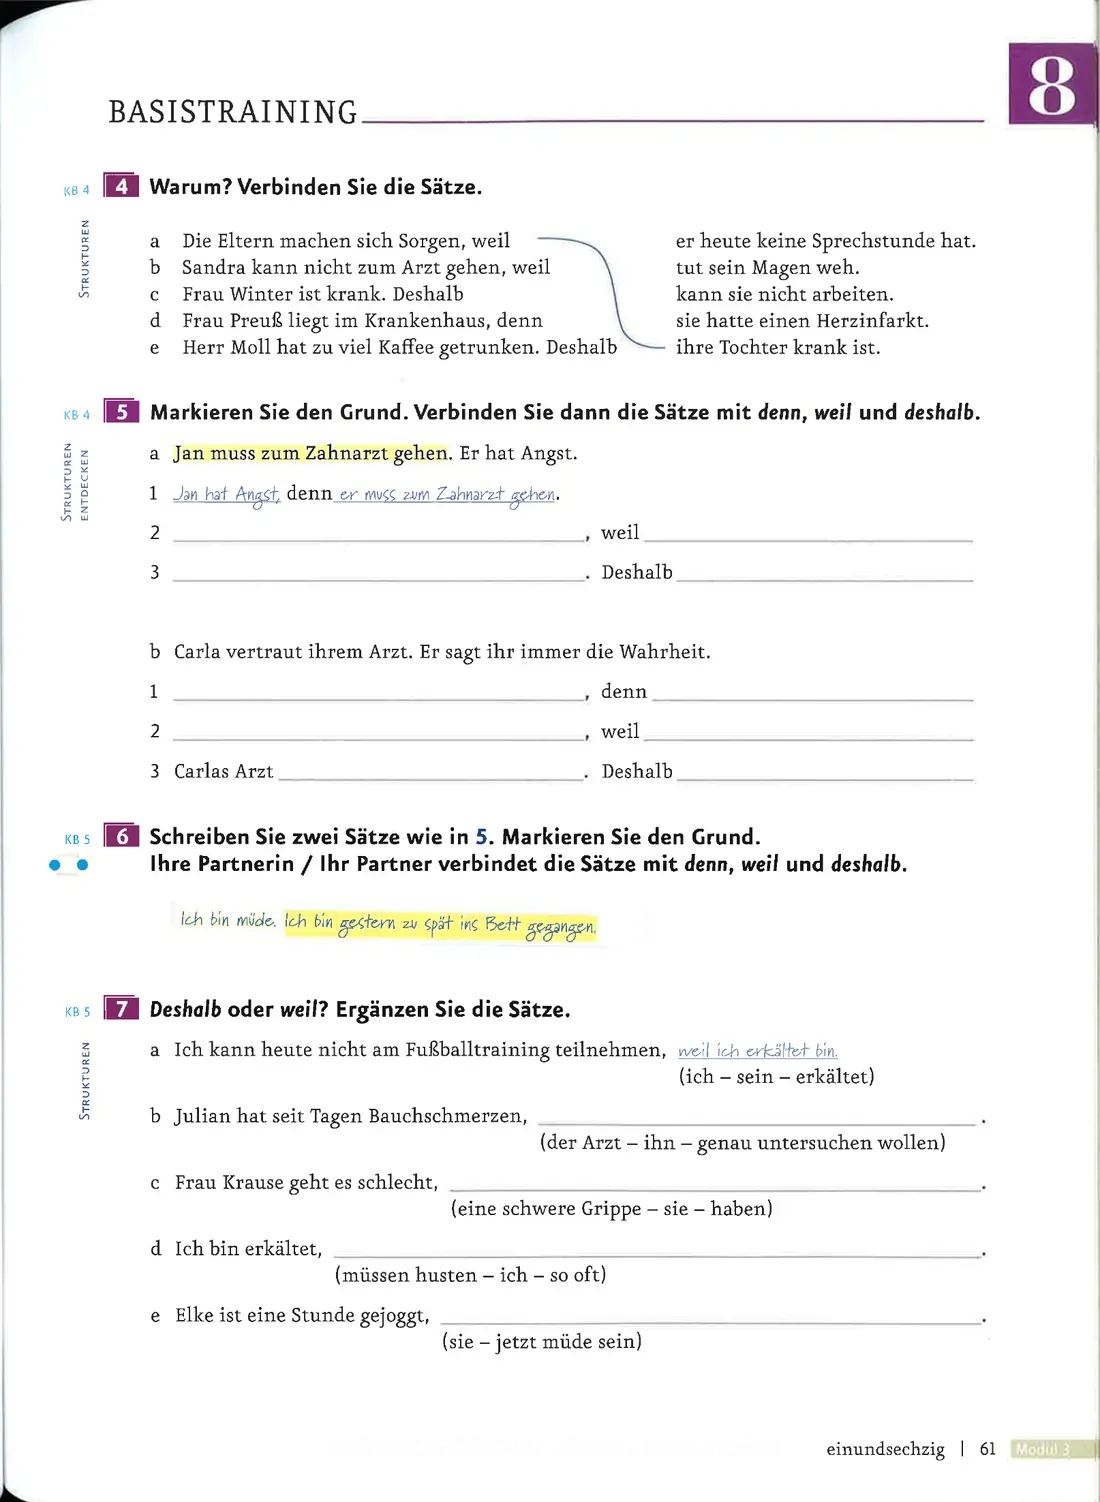 8
BASISTRAINING
KB 4 4 Warum? Verbinden Sie die Sätze.
STRUKTUREN
a Die Eltern machen sich Sorgen, weil er heute keine Sprechstunde hat.
b Sandra kann nicht zum Arzt gehen, weil tut sein Magen weh.
c Frau Winter ist krank. Deshalb kann sie nicht arbeiten.
d Frau Preuß liegt im Krankenhaus, denn sie hatte einen Herzinfarkt.
e Herr Moll hat zu viel Kaffee getrunken. Deshalb ihre Tochter krank ist.
KB 4 5 Markieren Sie den Grund. Verbinden Sie dann die Sätze mit denn, weil und deshalb.
STRUKTUREN
ENTDECKEN
a Jan muss zum Zahnarzt gehen. Er hat Angst.
1 Jan hat Angst, denn er muss zum Zahnarzt gehen.
2 , weil
3 . Deshalb
b Carla vertraut ihrem Arzt. Er sagt ihr immer die Wahrheit.
1 , denn
2 , weil
3 Carlas Arzt . Deshalb
KB 5 6 Schreiben Sie zwei Sätze wie in 5. Markieren Sie den Grund.
Ihre Partnerin / Ihr Partner verbindet die Sätze mit denn, weil und deshalb.
Ich bin müde. Ich bin gestern zu spät ins Bett gegangen.
KB 5 7 Deshalb oder weil? Ergänzen Sie die Sätze.
STRUKTUREN
a Ich kann heute nicht am Fußballtraining teilnehmen, weil ich erkältet bin.
(ich – sein – erkältet)
b Julian hat seit Tagen Bauchschmerzen, .
(der Arzt – ihn – genau untersuchen wollen)
c Frau Krause geht es schlecht, .
(eine schwere Grippe – sie – haben)
d Ich bin erkältet, .
(müssen husten – ich – so oft)
e Elke ist eine Stunde gejoggt, .
(sie – jetzt müde sein)
einundsechzig | 61 Modul 3